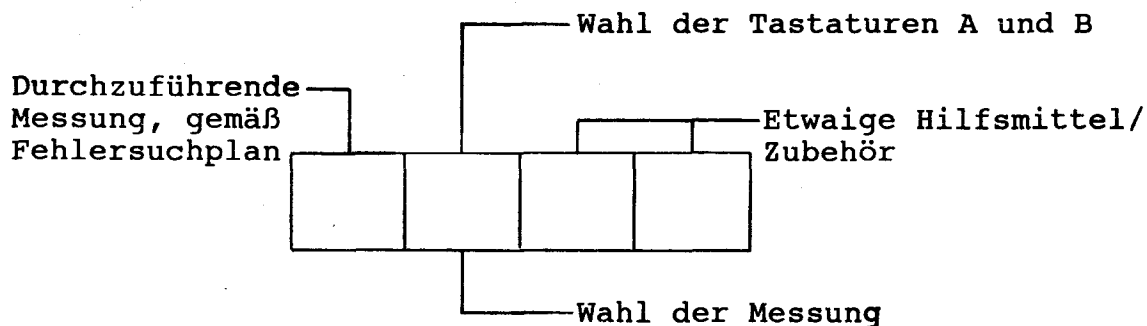 Wahl der Tastaturen A und B
Durchzuführende
Messung, gemäß
Fehlersuchplan
Etwaige Hilfsmittel/
Zubehör
Wahl der Messung